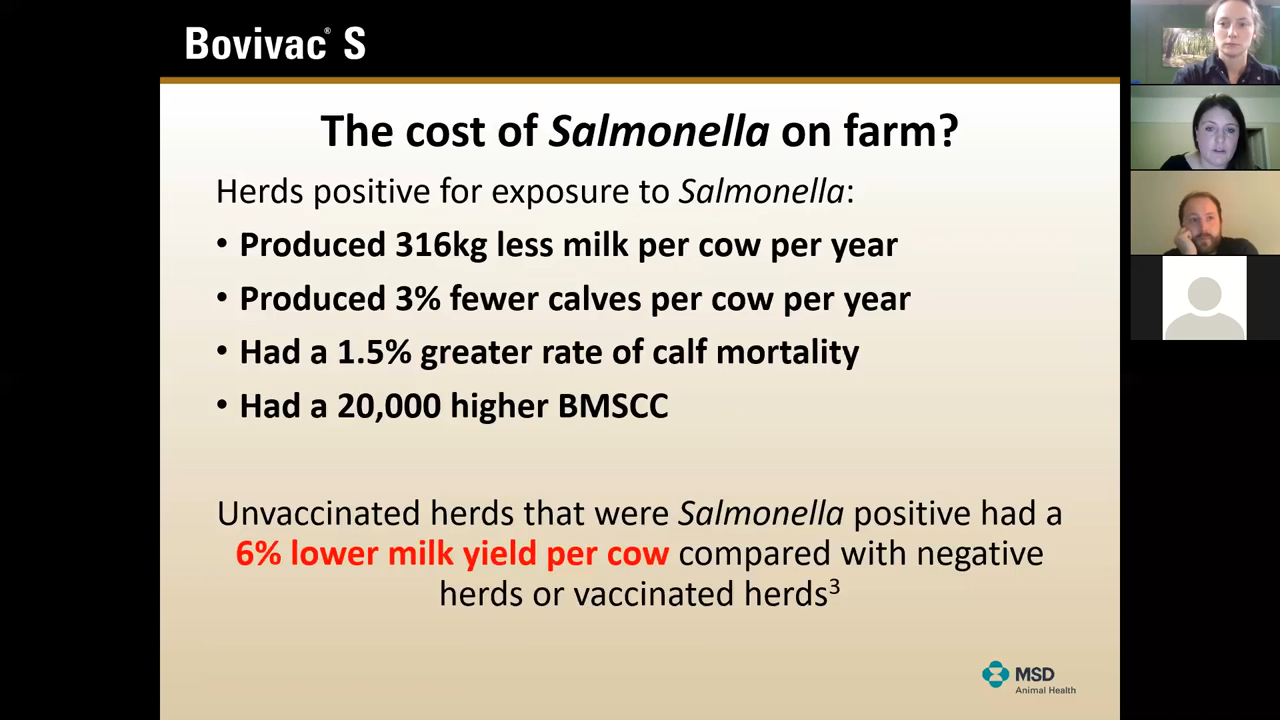 Bovivac® S
The cost of Salmonella on farm?
Herds positive for exposure to Salmonella:
• Produced 316kg less milk per cow per year
• Produced 3% fewer calves per cow per year
• Had a 1.5% greater rate of calf mortality
• Had a 20,000 higher BMSCC
Unvaccinated herds that were Salmonella positive had a
6% lower milk yield per cow compared with negative
herds or vaccinated herds³
MSD
Animal Health